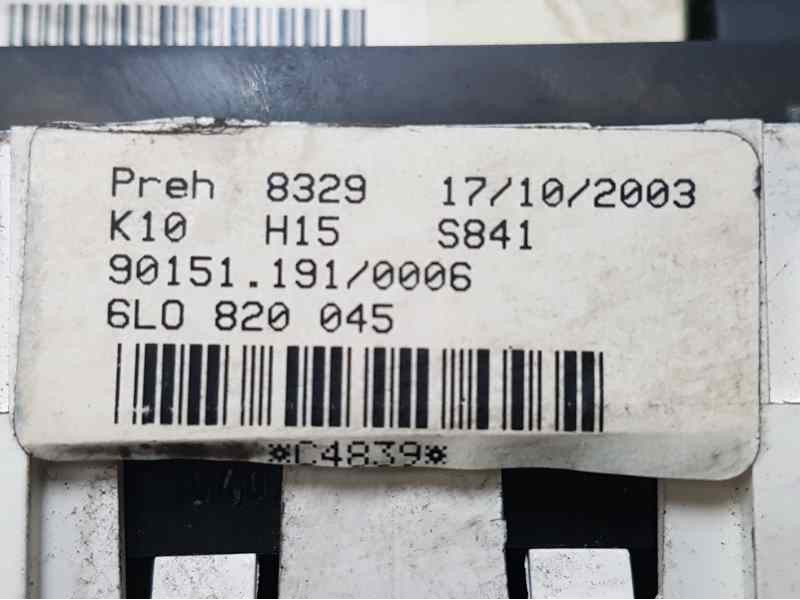 Preh 8329 17/10/2003
K10 H15 S841
90151.191/0006
6L0 820 045
*C4839*